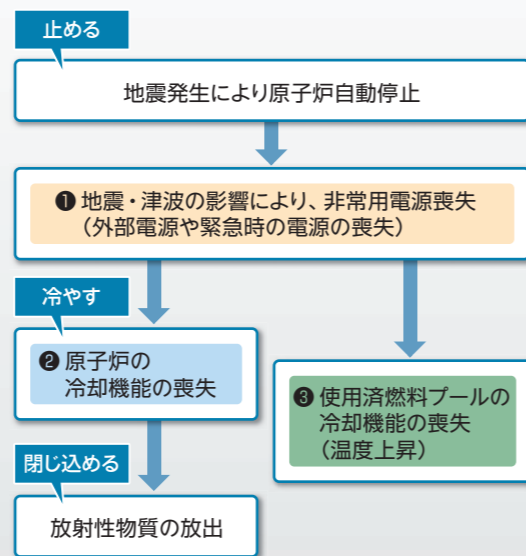 止める
地震発生により原子炉自動停止
❶ 地震・津波の影響により、非常用電源喪失
（外部電源や緊急時の電源の喪失）
冷やす
❷ 原子炉の
冷却機能の喪失
❸ 使用済燃料プールの
冷却機能の喪失
（温度上昇）
閉じ込める
放射性物質の放出